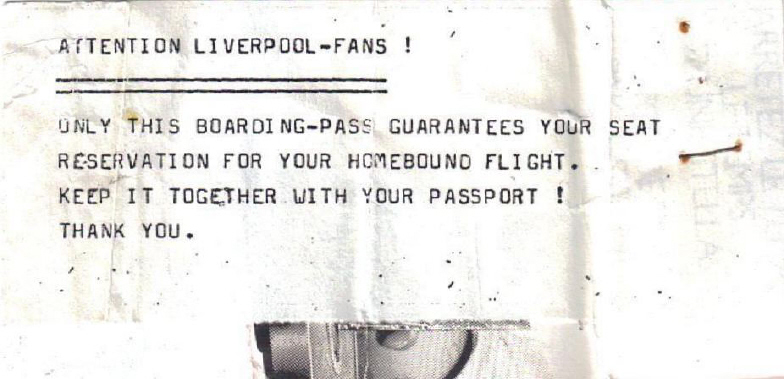 ATTENTION LIVERPOOL-FANS !
ONLY THIS BOARDING-PASS GUARANTEES YOUR SEAT
RESERVATION FOR YOUR HOMEBOUND FLIGHT.
KEEP IT TOGETHER WITH YOUR PASSPORT !
THANK YOU.